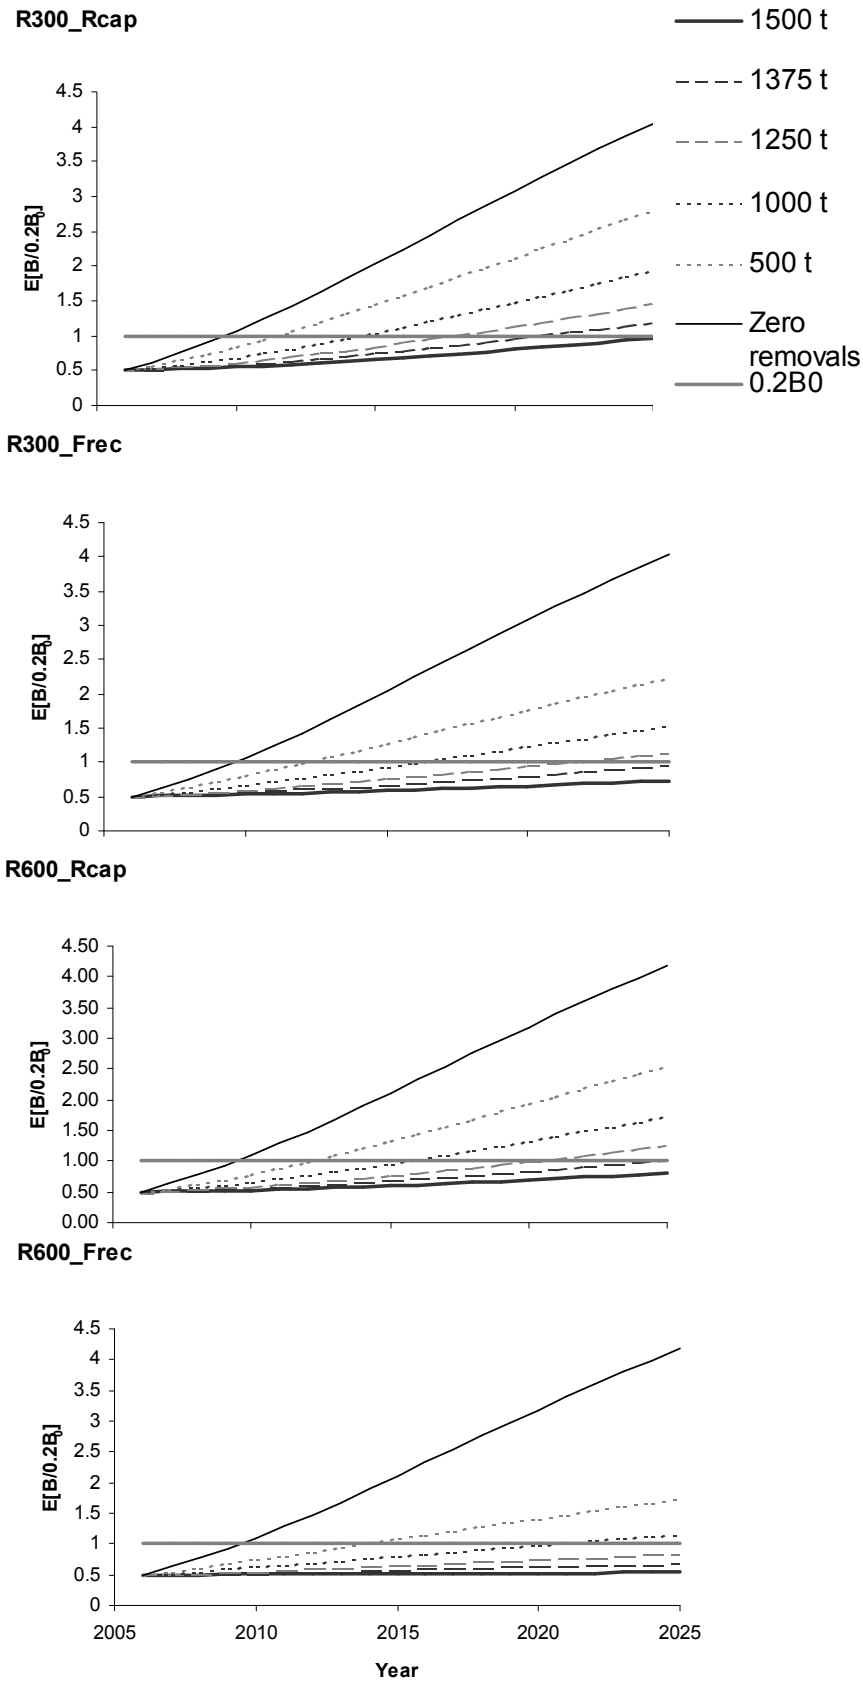 R300_Rcap
1500 t
1375 t
1250 t
1000 t
500 t
Zero
removals
0.2B0
E[B/0.2B0]
4.5
4
3.5
3
2.5
2
1.5
1
0.5
0
R300_Frec
E[B/0.2B0]
4.5
4
3.5
3
2.5
2
1.5
1
0.5
0
R600_Rcap
E[B/0.2B0]
4.50
4.00
3.50
3.00
2.50
2.00
1.50
1.00
0.50
0.00
R600_Frec
E[B/0.2B0]
4.5
4
3.5
3
2.5
2
1.5
1
0.5
0
2005 2010 2015 2020 2025
Year